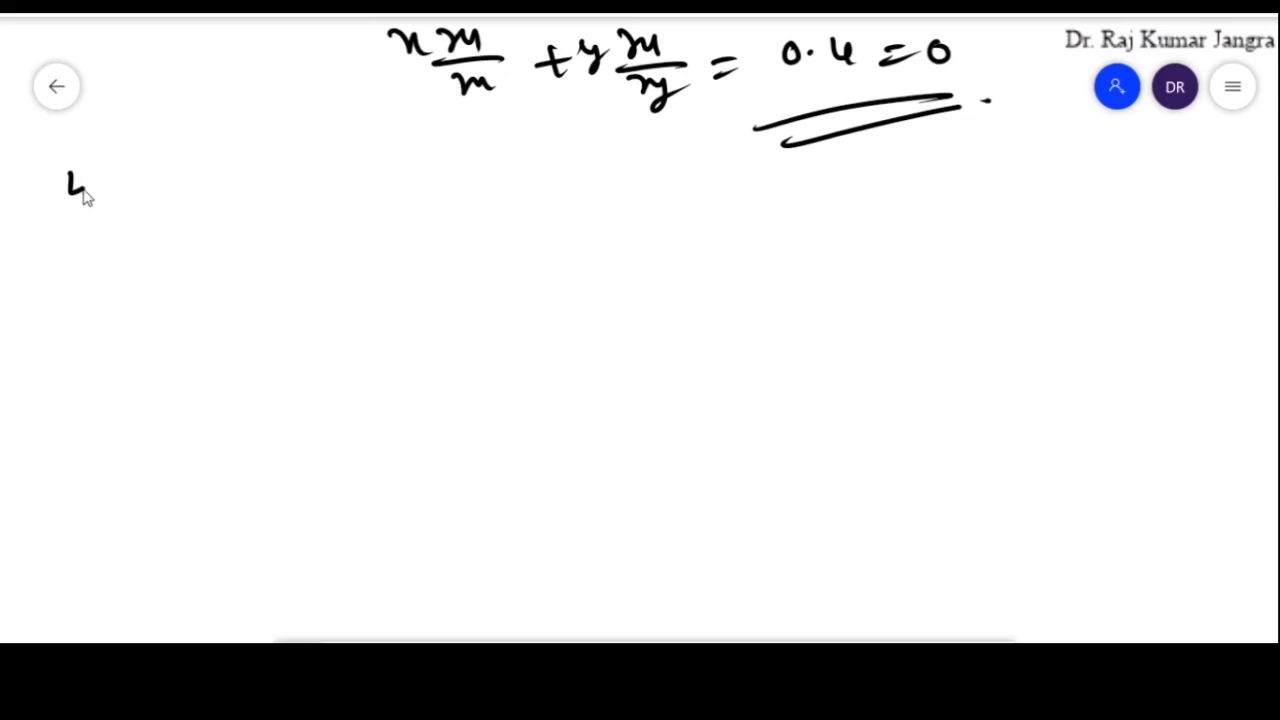 Dr. Raj Kumar Jangra
x ∂u/∂x + y ∂u/∂y = 0·u = 0.
DR
L